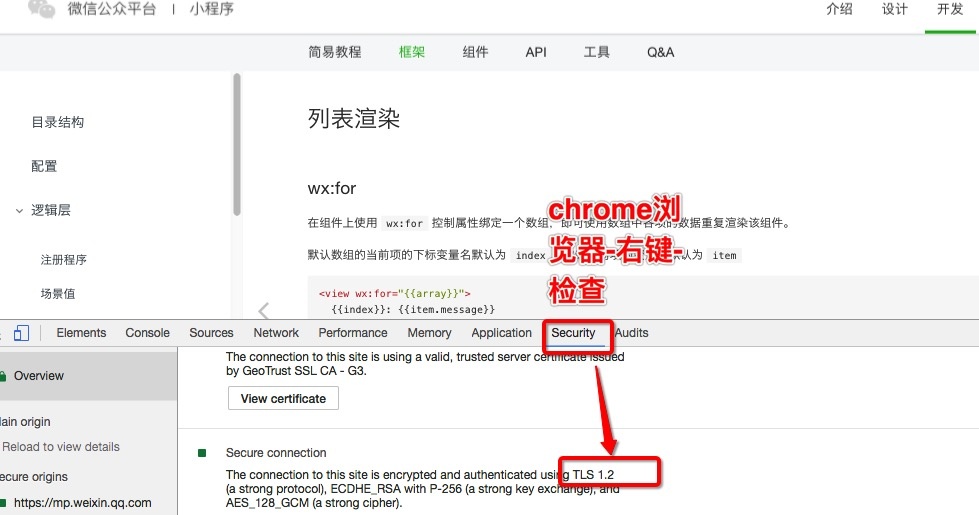 微信公众平台 | 小程序
介绍 设计 开发
简易教程 框架 组件 API 工具 Q&A
目录结构
配置
逻辑层
注册程序
场景值
列表渲染
wx:for
在组件上使用 wx:for 控制属性绑定一个数组,即可使用数组中各项的数据重复渲染该组件。
默认数组的当前项的下标变量名默认为 index 默认为 item
<view wx:for="{{array}}">
{{index}}: {{item.message}}
chrome浏
览器-右键-
检查
Elements Console Sources Network Performance Memory Application Security Audits
Overview
ain origin
Reload to view details
ecure origins
https://mp.weixin.qq.com
The connection to this site is using a valid, trusted server certificate issued
by GeoTrust SSL CA - G3.
View certificate
Secure connection
The connection to this site is encrypted and authenticated using TLS 1.2
(a strong protocol), ECDHE_RSA with P-256 (a strong key exchange), and
AES_128_GCM (a strong cipher).